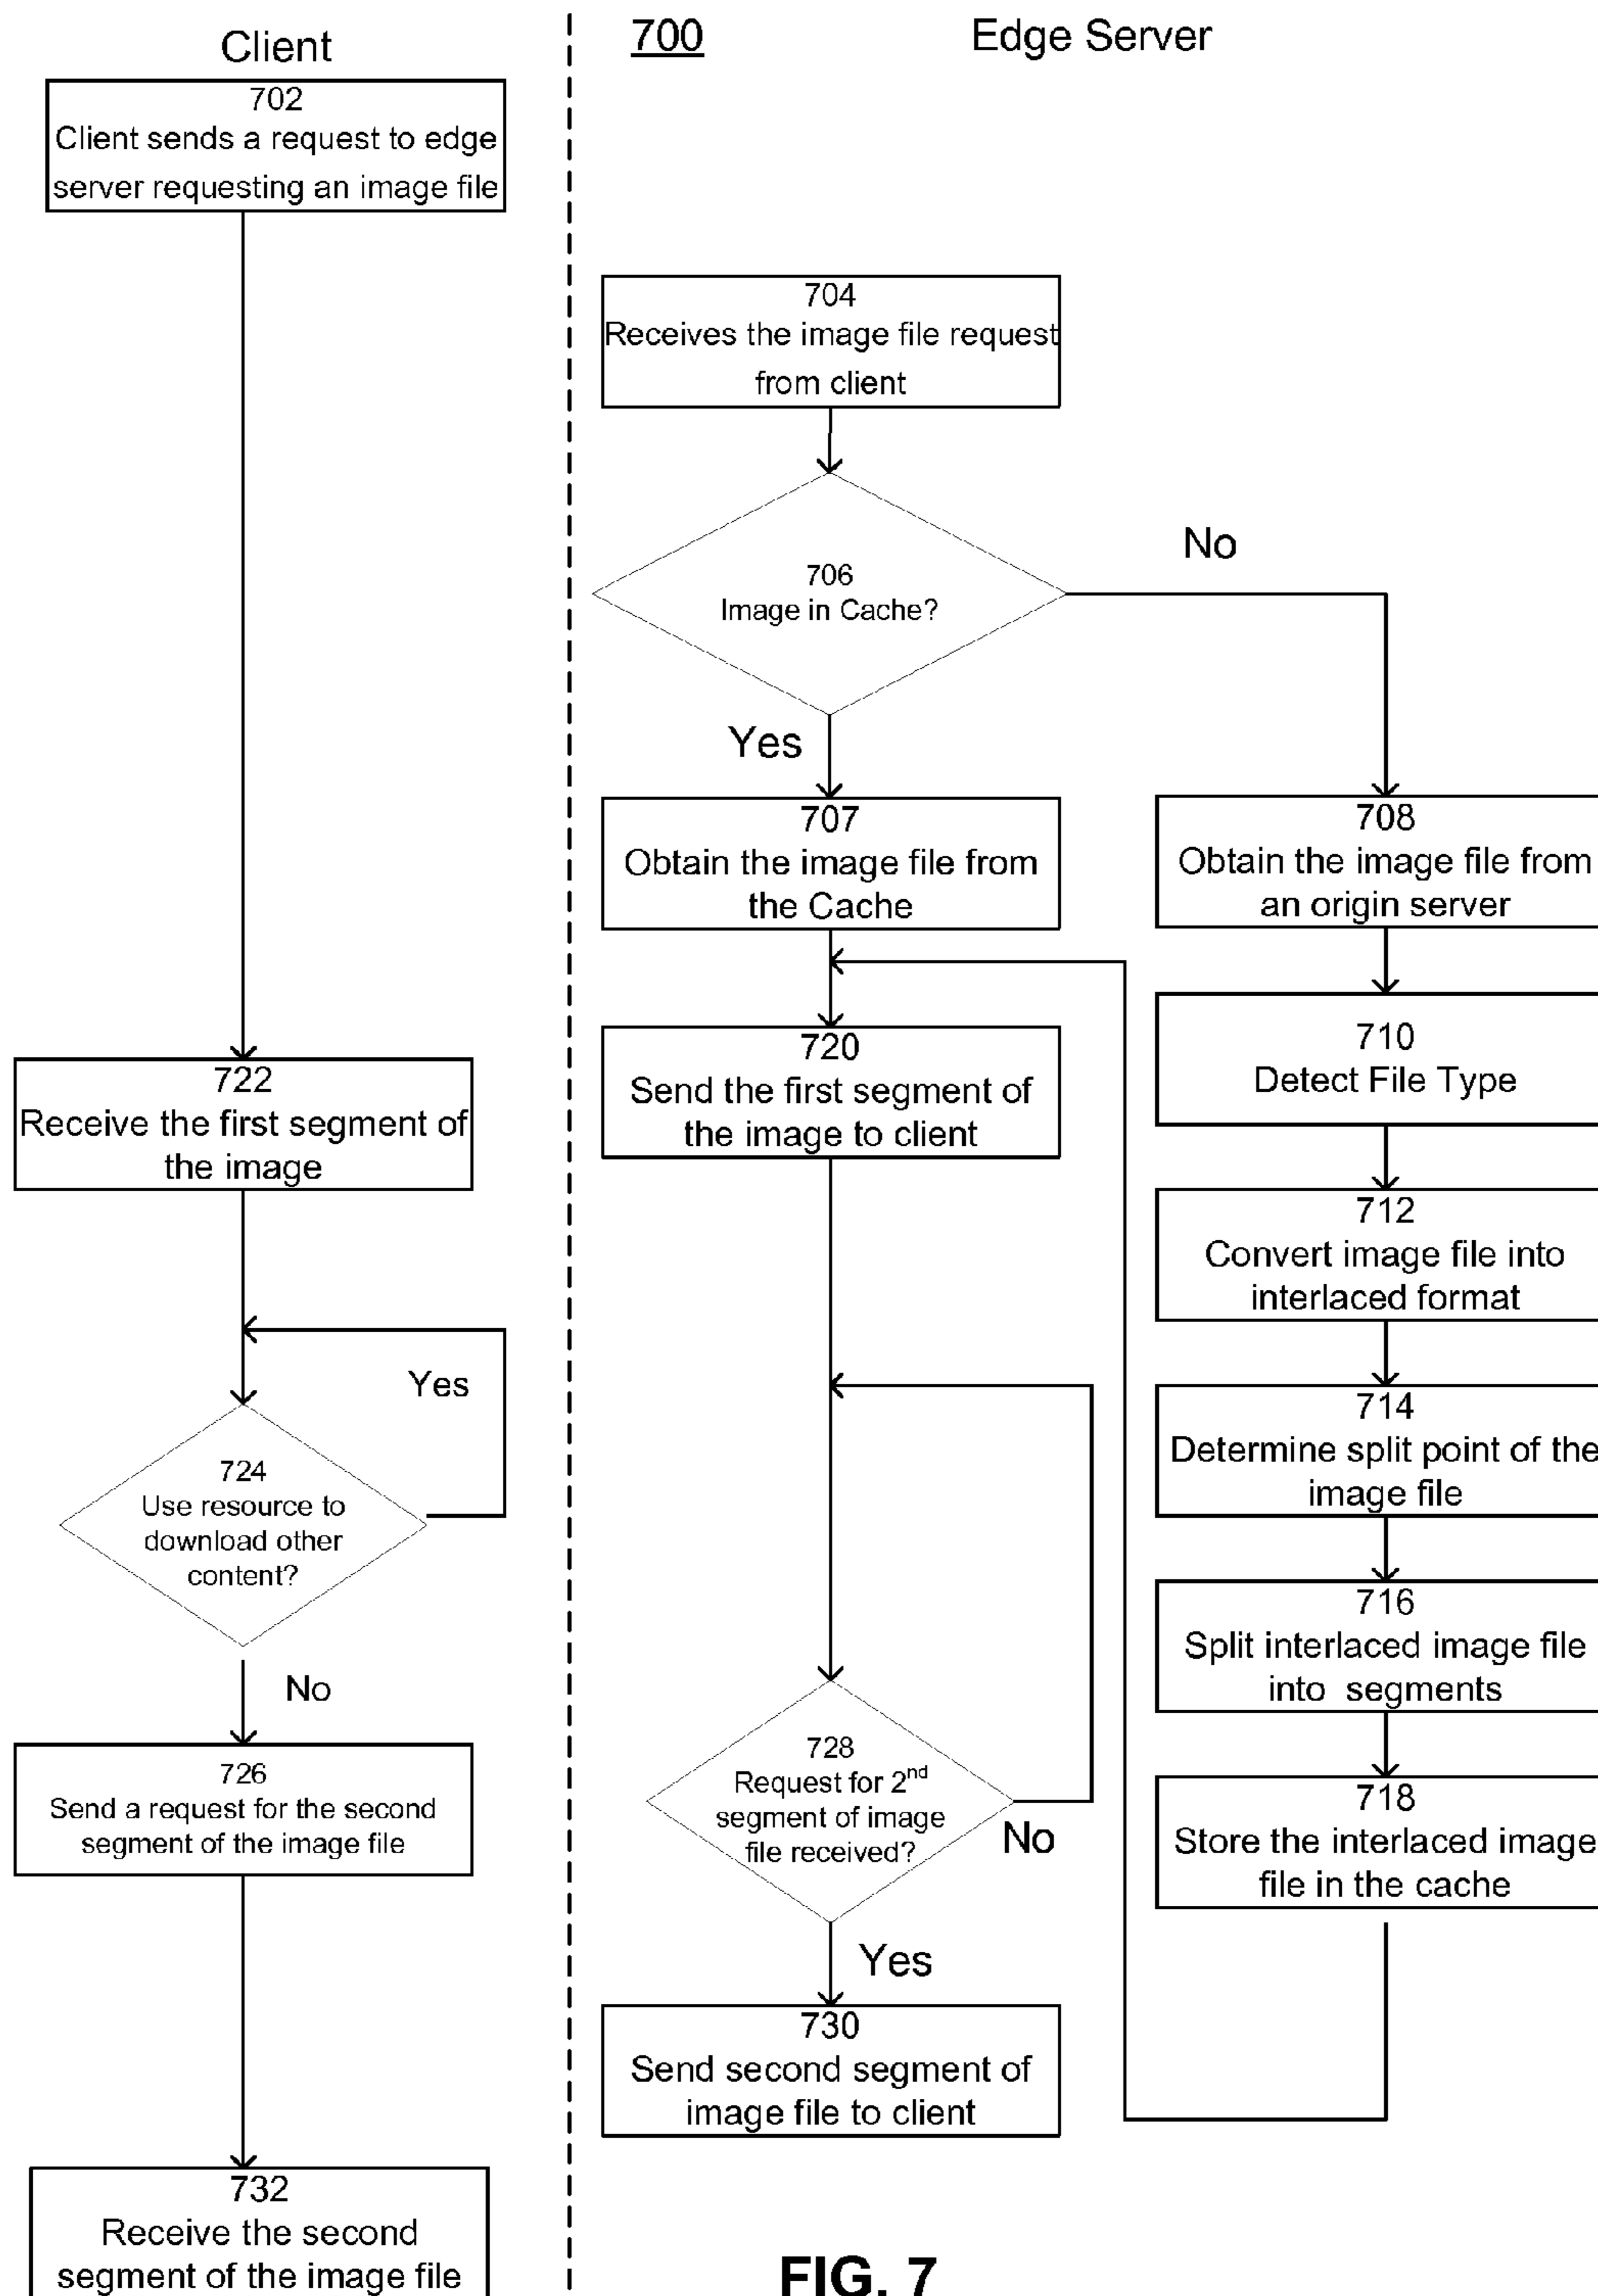 700
Client
Edge Server
702
Client sends a request to edge
server requesting an image file
704
Receives the image file request
from client
706
Image in Cache?
No
Yes
707
Obtain the image file from
the Cache
708
Obtain the image file from
an origin server
710
Detect File Type
712
Convert image file into
interlaced format
714
Determine split point of the
image file
716
Split interlaced image file
into segments
718
Store the interlaced image
file in the cache
720
Send the first segment of
the image to client
722
Receive the first segment of
the image
Yes
724
Use resource to
download other
content?
No
726
Send a request for the second
segment of the image file
728
Request for 2nd
segment of image
file received?
No
Yes
730
Send second segment of
image file to client
732
Receive the second
segment of the image file
FIG. 7